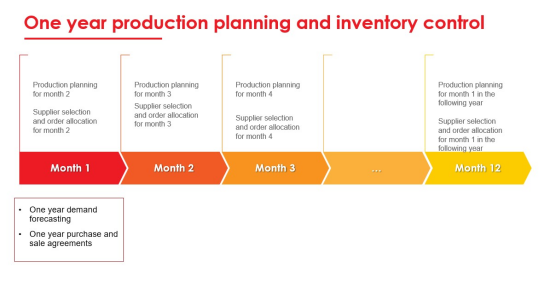 One year production planning and inventory control
Production planning
for month 2
Supplier selection
and order allocation
for month 2
Production planning
for month 3
Supplier selection
and order allocation
for month 3
Production planning
for month 4
Supplier selection
and order allocation
for month 4
Production planning
for month 1 in the
following year
Supplier selection
and order allocation
for month 1 in the
following year
Month 1
Month 2
Month 3
...
Month 12
• One year demand
forecasting
• One year purchase and
sale agreements